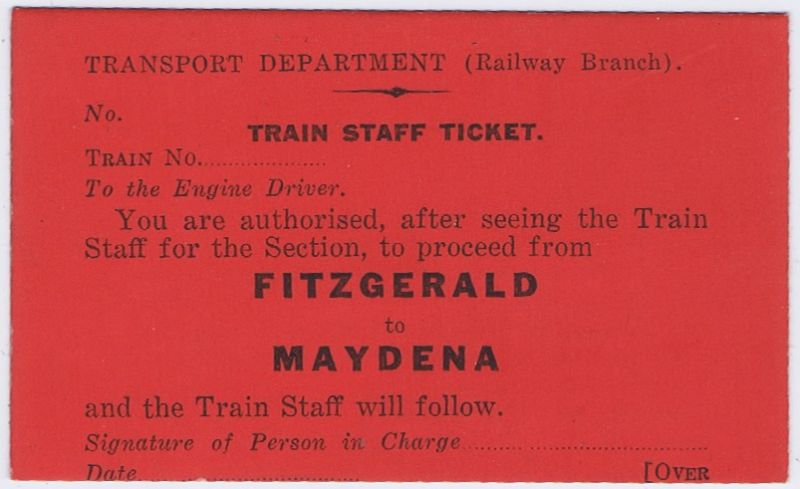 TRANSPORT DEPARTMENT (Railway Branch).
No.
TRAIN STAFF TICKET.
TRAIN NO....................
To the Engine Driver.
You are authorised, after seeing the Train
Staff for the Section, to proceed from
FITZGERALD
to
MAYDENA
and the Train Staff will follow.
Signature of Person in Charge....................................
Date....................................
[OVER